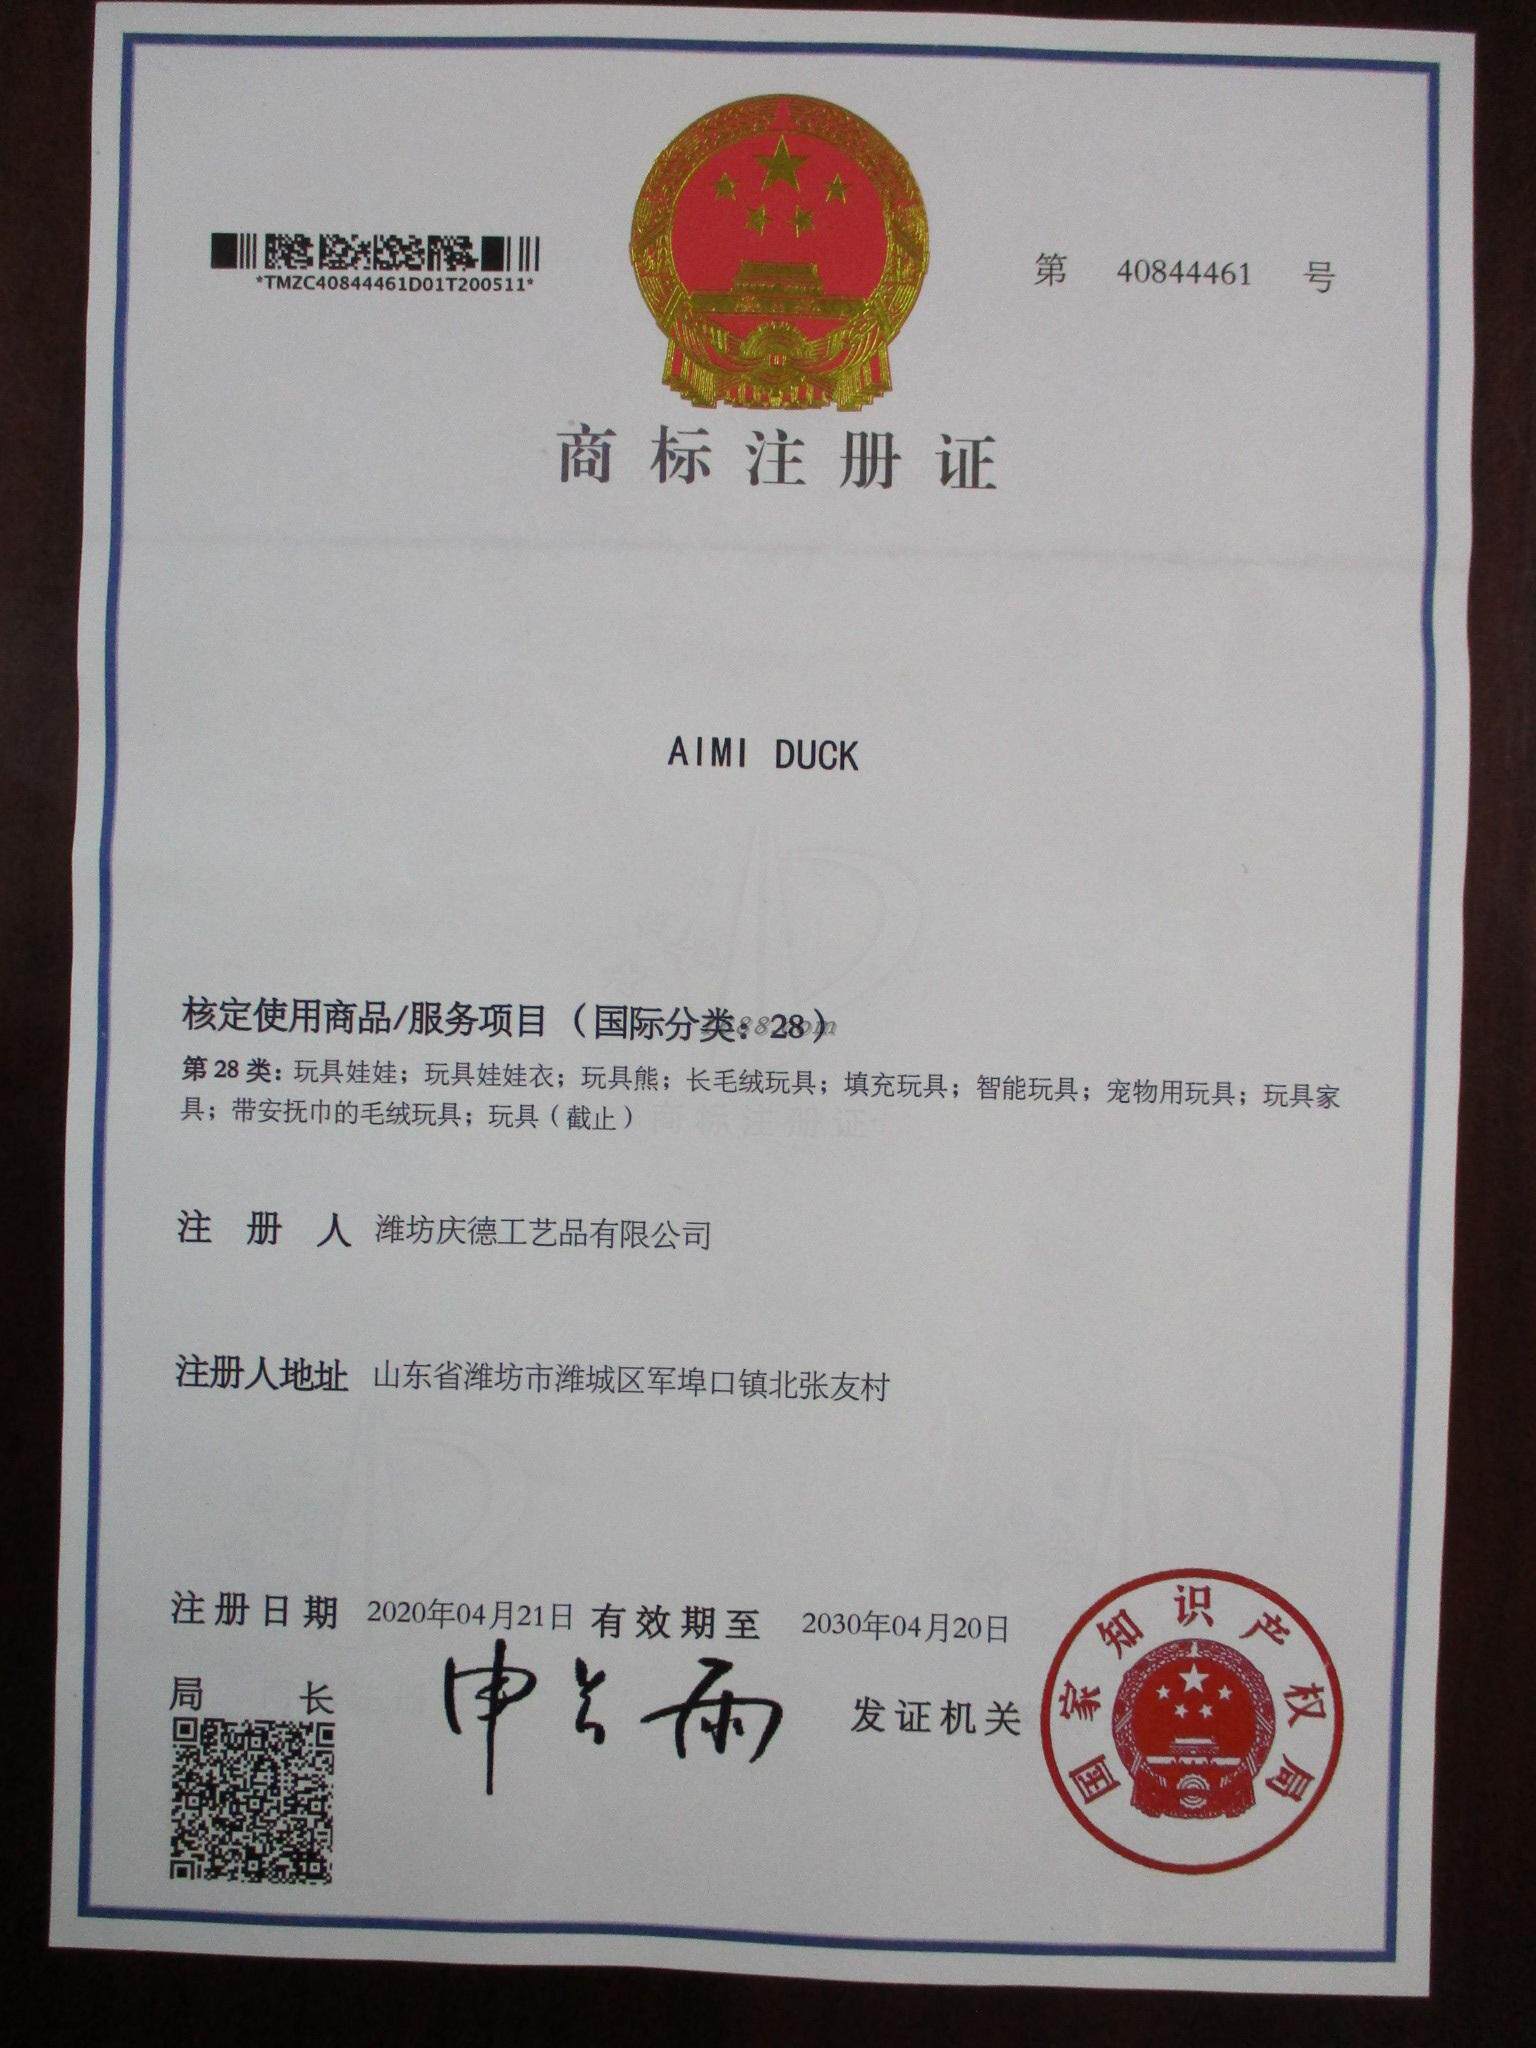 *TMZC40844461D01T200511*
第 40844461 号
商标注册证
AIMI DUCK
核定使用商品/服务项目（国际分类：28）
第28类：玩具娃娃；玩具娃娃衣；玩具熊；长毛绒玩具；填充玩具；智能玩具；宠物用玩具；玩具家
具；带安抚巾的毛绒玩具；玩具（截止）
商标注册证
注册人 潍坊庆德工艺品有限公司
注册人地址 山东省潍坊市潍城区军埠口镇北张友村
注册日期 2020年04月21日 有效期至 2030年04月20日
局长 申长雨 发证机关
国家知识产权局